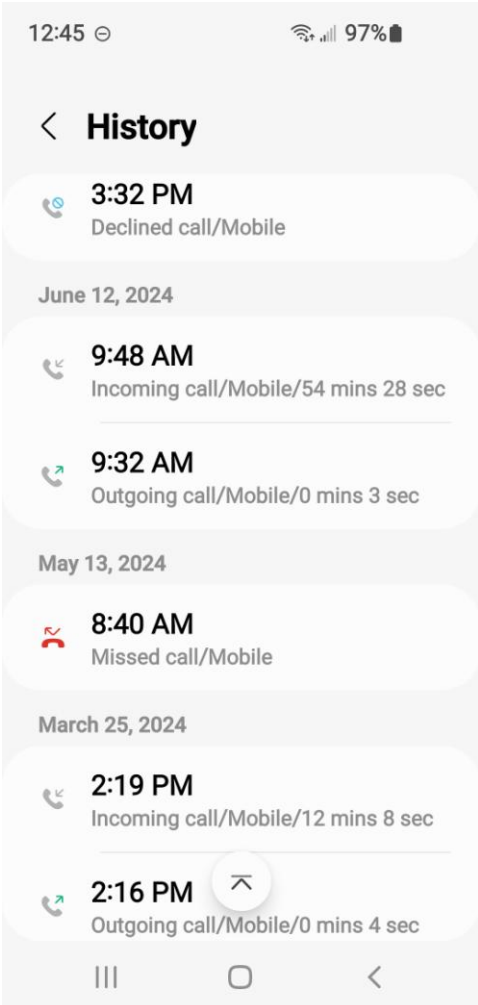 12:45 97%
History
3:32 PM
Declined call/Mobile
June 12, 2024
9:48 AM
Incoming call/Mobile/54 mins 28 sec
9:32 AM
Outgoing call/Mobile/0 mins 3 sec
May 13, 2024
8:40 AM
Missed call/Mobile
March 25, 2024
2:19 PM
Incoming call/Mobile/12 mins 8 sec
2:16 PM
Outgoing call/Mobile/0 mins 4 sec